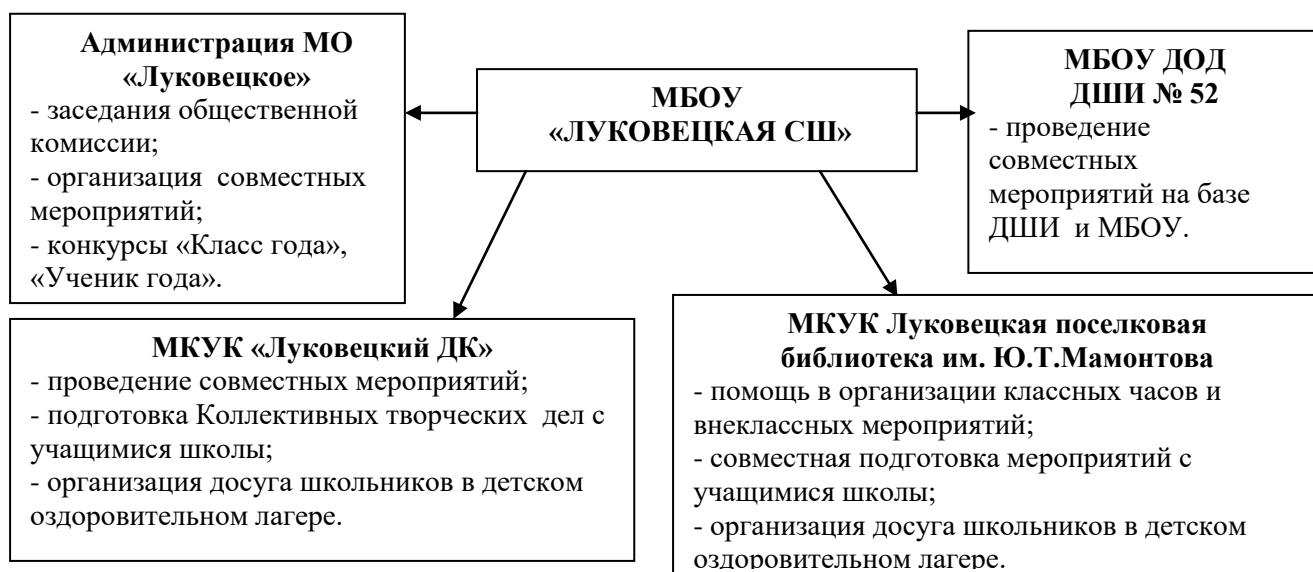 Администрация МО
«Луковецкое»
- заседания общественной
комиссии;
- организация совместных
мероприятий;
- конкурсы «Класс года»,
«Ученик года».
МБОУ
«ЛУКОВЕЦКАЯ СШ»
МБОУ ДОД
ДШИ № 52
- проведение
совместных
мероприятий на базе
ДШИ и МБОУ.
МКУК «Луковецкий ДК»
- проведение совместных мероприятий;
- подготовка Коллективных творческих дел с
учащимися школы;
- организация досуга школьников в детском
оздоровительном лагере.
МКУК Луковецкая поселковая
библиотека им. Ю.Т.Мамонтова
- помощь в организации классных часов и
внеклассных мероприятий;
- совместная подготовка мероприятий с
учащимися школы;
- организация досуга школьников в детском
оздоровительном лагере.